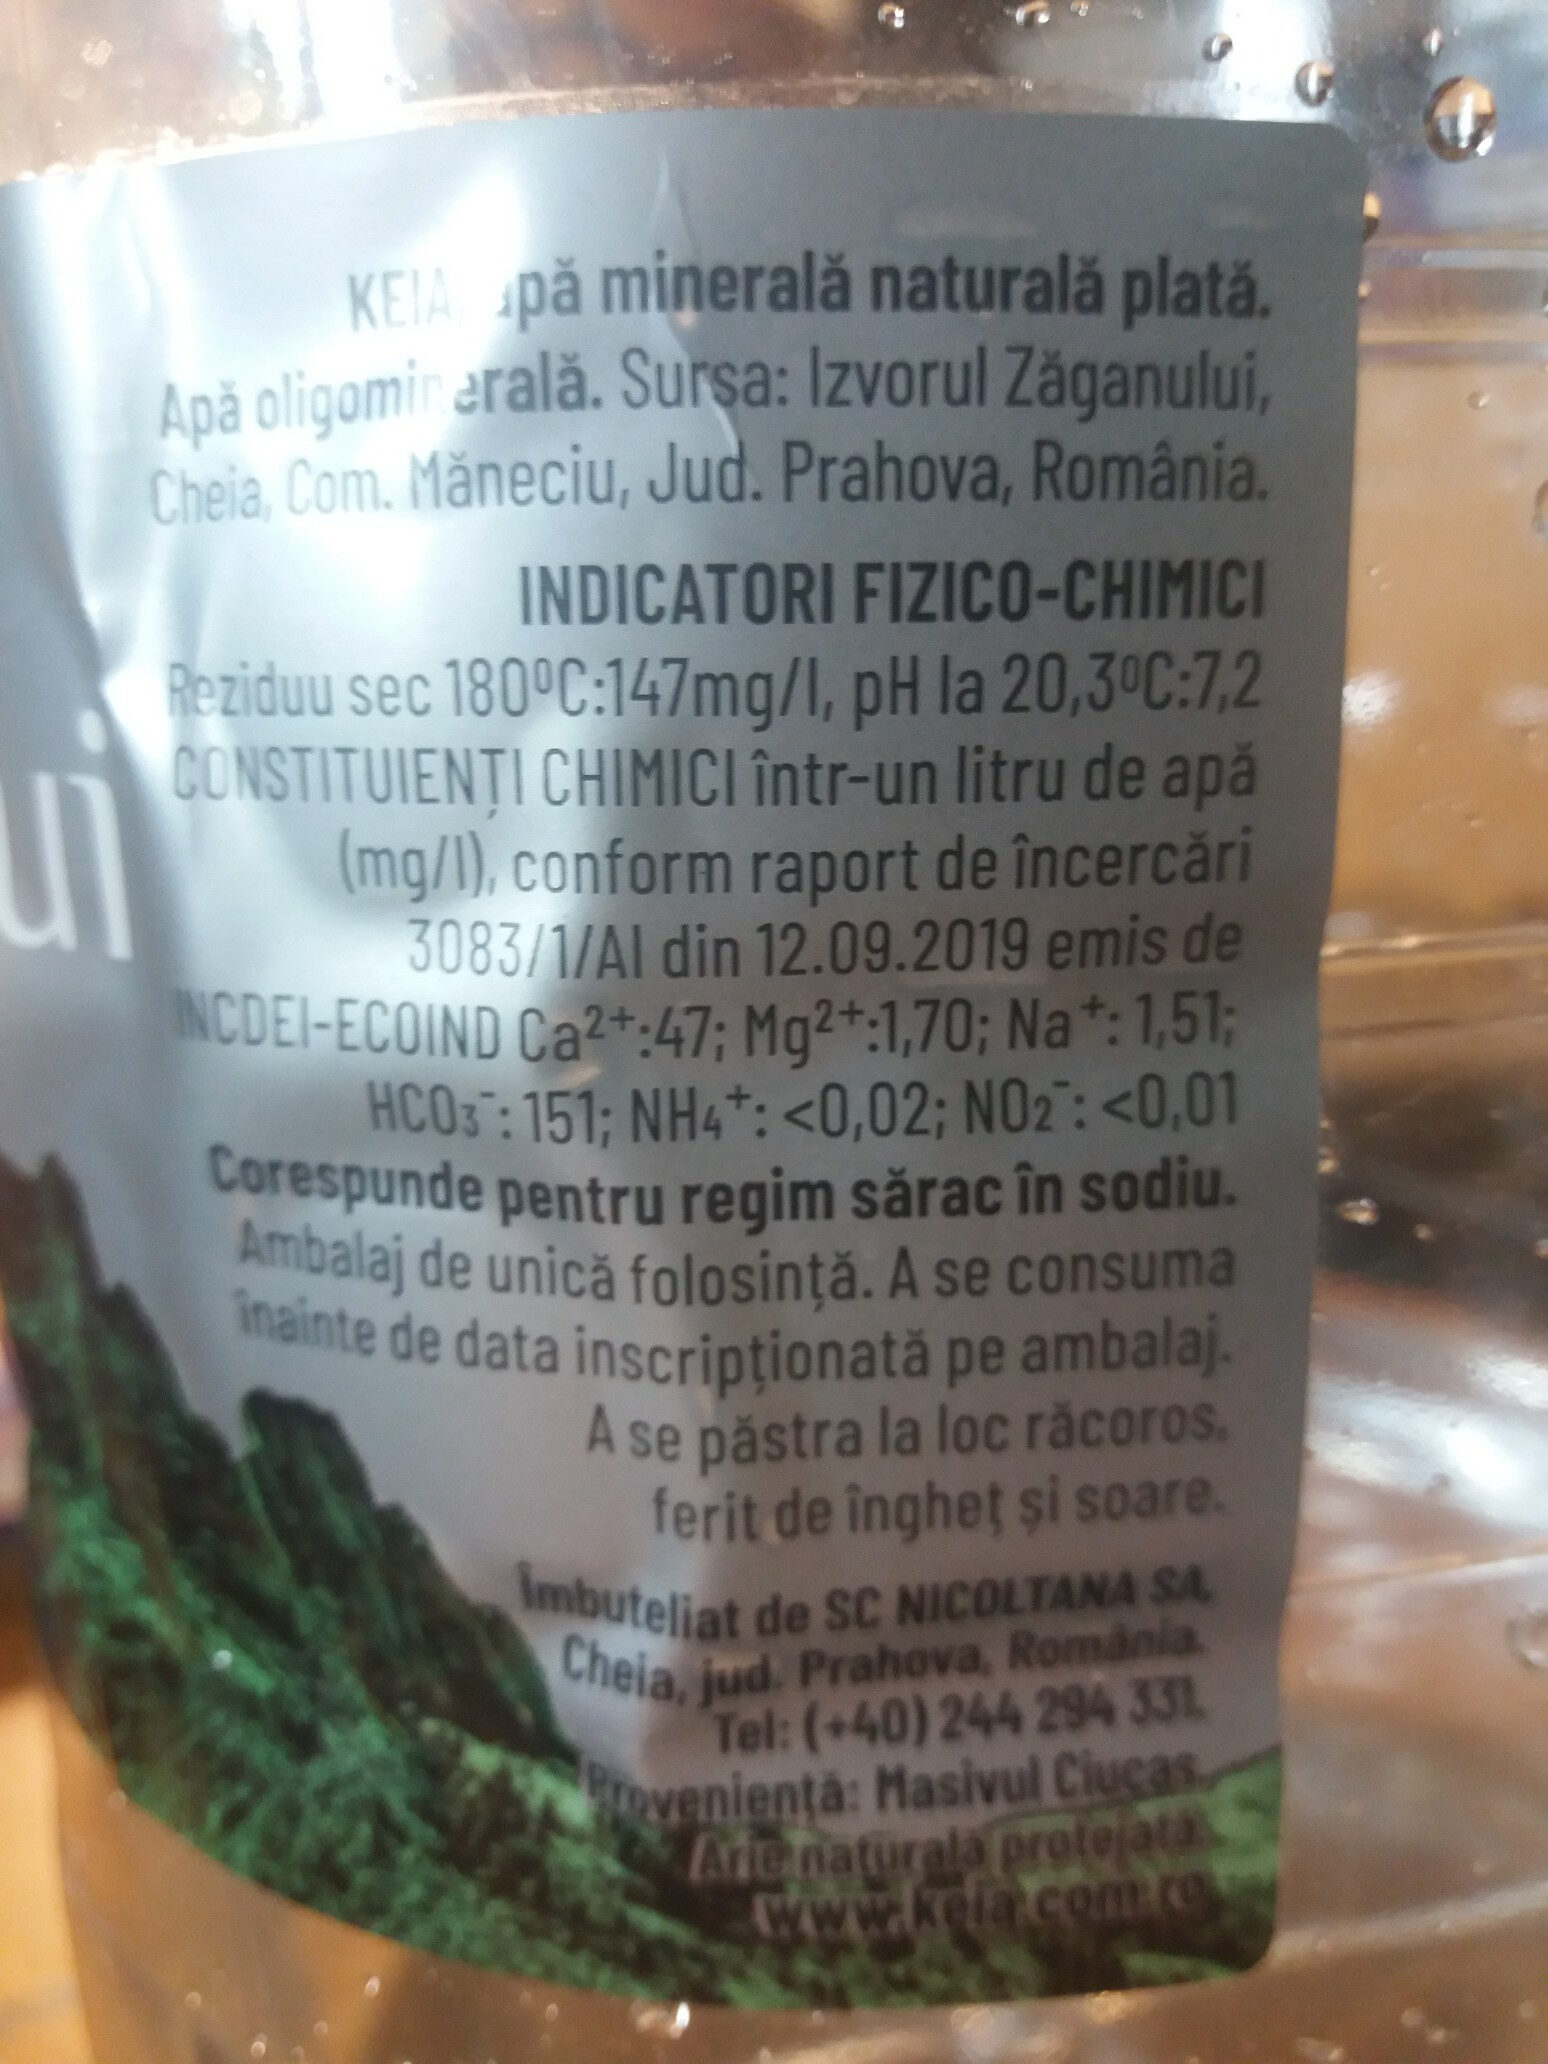 KEIA, apă minerală naturală plată.
Apă oligominerală. Sursa: Izvorul Zăganului,
Cheia, Com. Măneciu, Jud. Prahova, România.
INDICATORI FIZICO-CHIMICI
Reziduu sec 180ºC:147mg/l, pH la 20,3ºC:7,2
CONSTITUIENȚI CHIMICI într-un litru de apă
(mg/l), conform raport de încercări
3083/1/AI din 12.09.2019 emis de
INCDEI-ECOIND Ca²⁺:47; Mg²⁺:1,70; Na⁺: 1,51;
HCO₃⁻: 151; NH₄⁺: <0,02; NO₂⁻: <0,01
Corespunde pentru regim sărac în sodiu.
Ambalaj de unică folosință. A se consuma
înainte de data inscripționată pe ambalaj.
A se păstra la loc răcoros,
ferit de îngheț și soare.
Îmbuteliat de SC NICOLTANA SA,
Cheia, jud. Prahova, România.
Tel: (+40) 244 294 331.
Proveniență: Masivul Ciucaș.
Arie naturală protejată.
www.keia.com.ro
ui